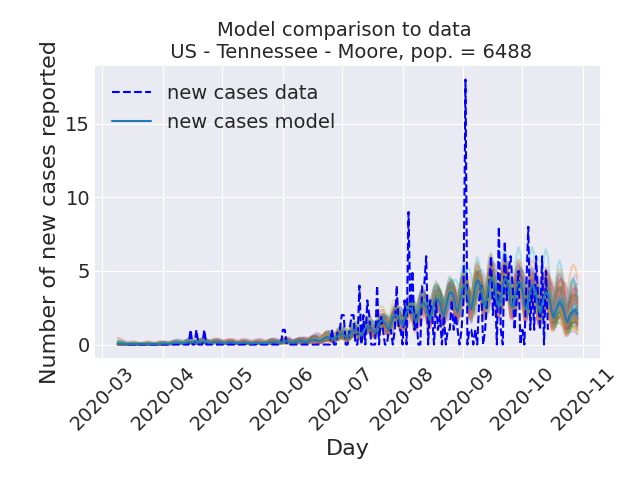 Model comparison to data
US - Tennessee - Moore, pop. = 6488
Number of new cases reported
new cases data
new cases model
15
10
5
0
2020-03
2020-04
2020-05
2020-06
2020-07
2020-08
2020-09
2020-10
2020-11
Day